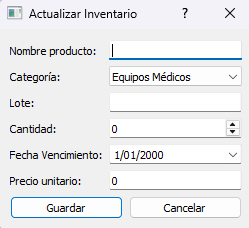 Actualizar Inventario ? ×
Nombre producto:
Categoría: Equipos Médicos
Lote:
Cantidad: 0
Fecha Vencimiento: 1/01/2000
Precio unitario: 0
Guardar Cancelar